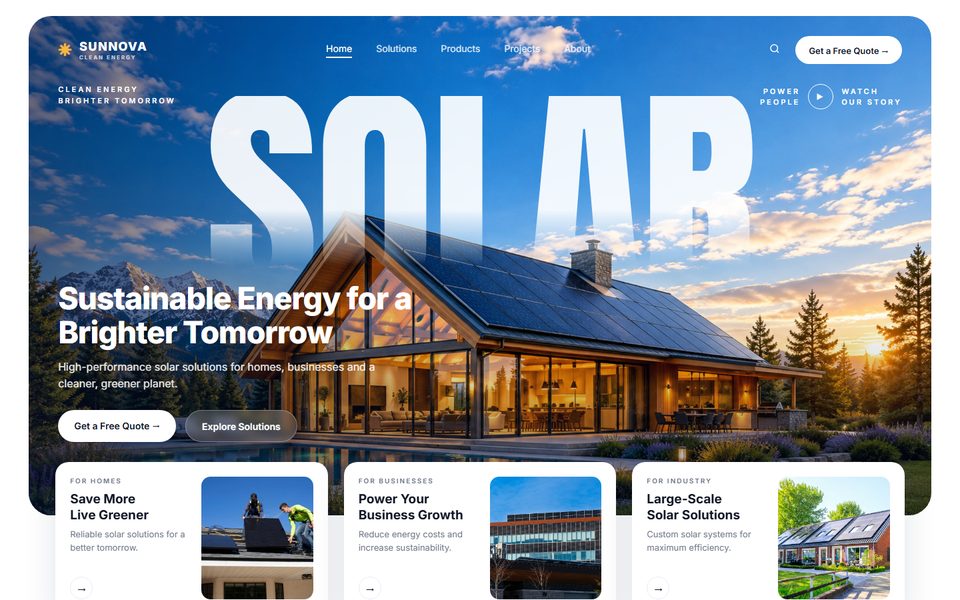 SUNNOVA
CLEAN ENERGY
Home
Solutions
Products
Projects
About
Get a Free Quote →
CLEAN ENERGY
BRIGHTER TOMORROW
POWER
PEOPLE
WATCH
OUR STORY
SOLAR
Sustainable Energy for a
Brighter Tomorrow
High-performance solar solutions for homes, businesses and a
cleaner, greener planet.
Get a Free Quote →
Explore Solutions
FOR HOMES
Save More
Live Greener
Reliable solar solutions for a
better tomorrow.
→
FOR BUSINESSES
Power Your
Business Growth
Reduce energy costs and
increase sustainability.
→
FOR INDUSTRY
Large-Scale
Solar Solutions
Custom solar systems for
maximum efficiency.
→